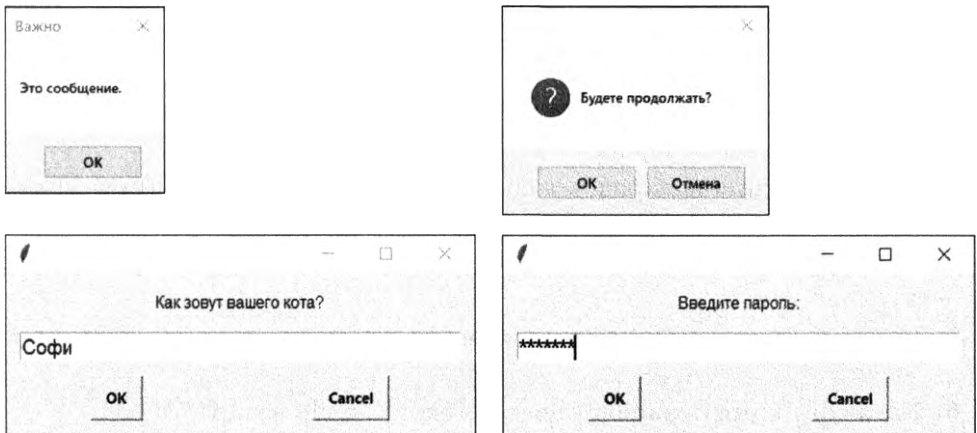 Важно
Это сообщение.
OK
?
Будете продолжать?
OK
Отмена
Как зовут вашего кота?
Софи
OK
Cancel
Введите пароль:
*******
OK
Cancel